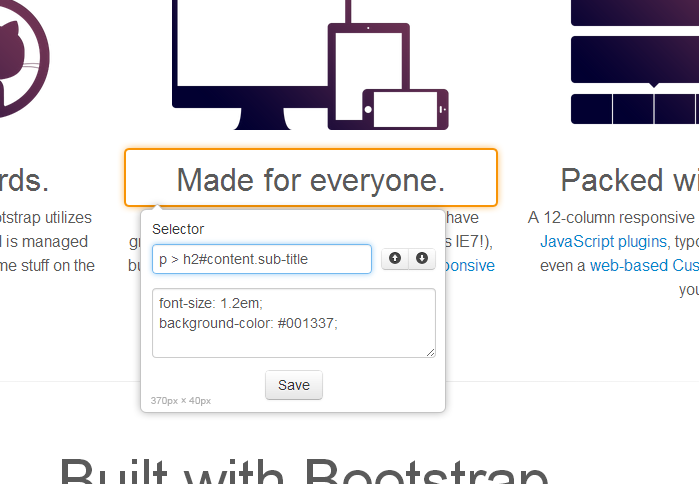 rds.
Made for everyone.
Packed wi
tstrap utilizes
have
A 12-column responsive
l is managed
gr
s IE7!),
JavaScript plugins, typo
me stuff on the
bu
ponsive
even a web-based Cus
you
Selector
p > h2#content.sub-title
font-size: 1.2em;
background-color: #001337;
Save
370px × 40px
Built with Bootstrap